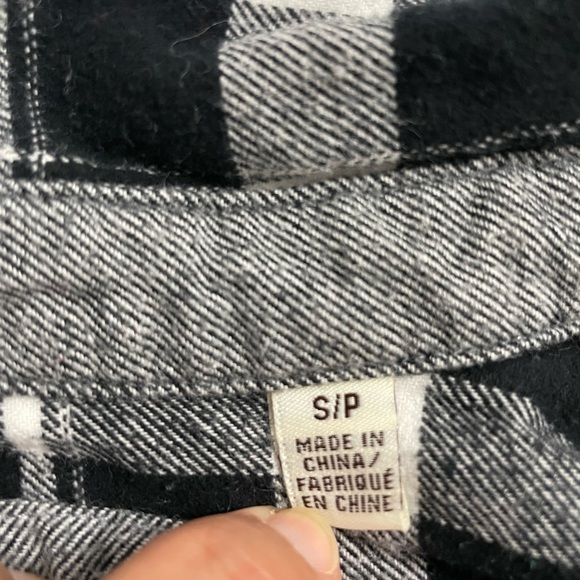 S/P
MADE IN
CHINA/
FABRIQUÉ
EN CHINE